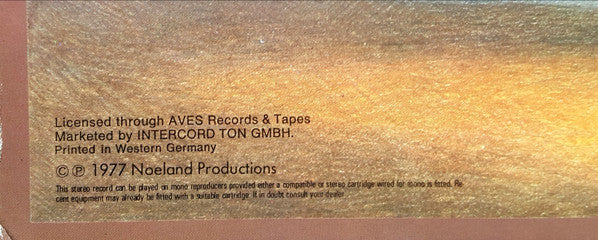 Licensed through AVES Records & Tapes
Marketed by INTERCORD TON GMBH.
Printed in Western Germany
© ℗ 1977 Noeland Productions
This stereo record can be played on mono reproducers provided either a compatible or stereo cartridge wired for mono is fitted. Re
cent equipment may already be fitted with a suitable cartridge. If in doubt consult your dealer